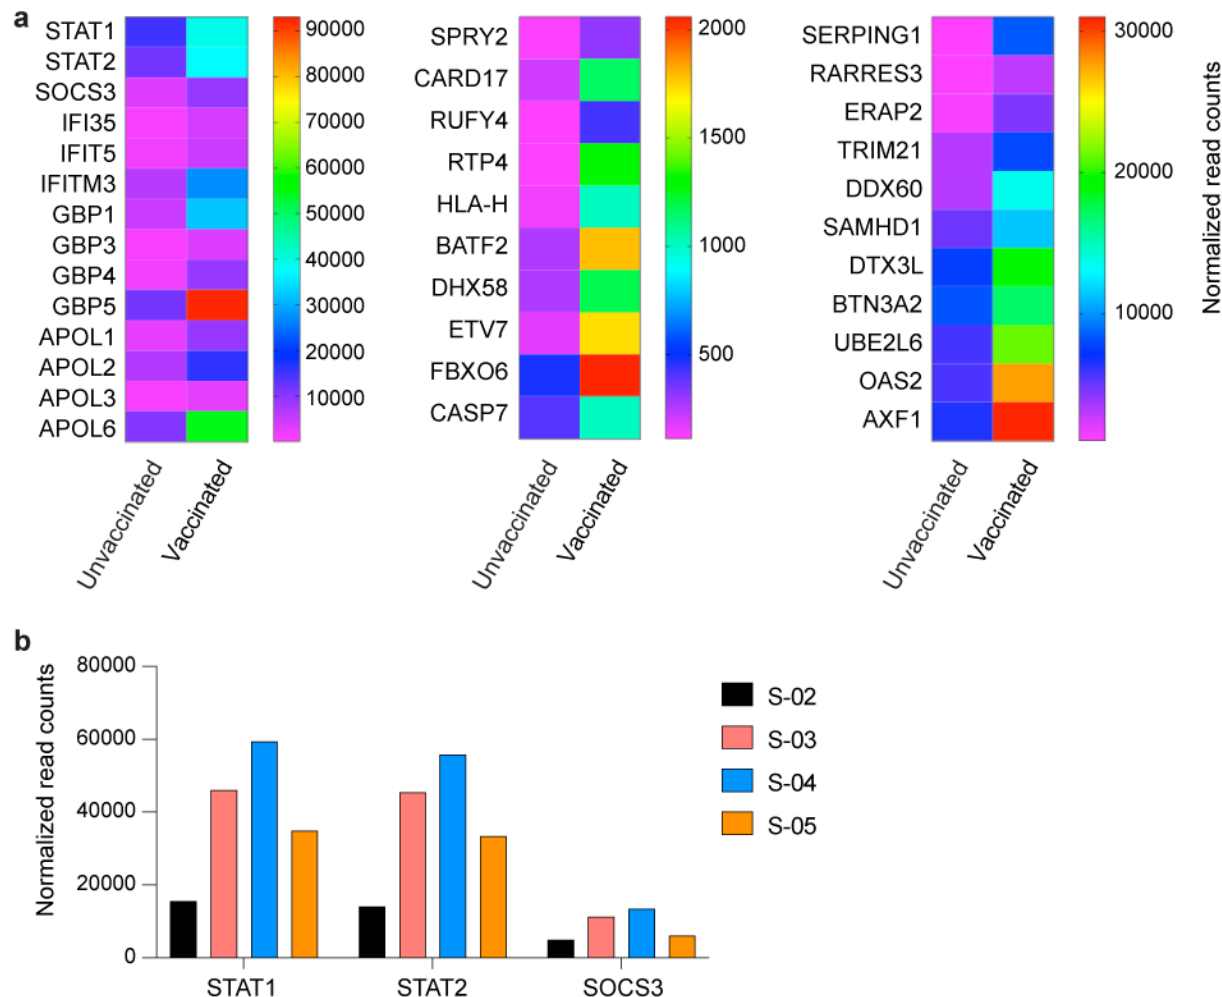 a
STAT1
STAT2
SOCS3
IFI35
IFIT5
IFITM3
GBP1
GBP3
GBP4
GBP5
APOL1
APOL2
APOL3
APOL6
Unvaccinated
Vaccinated
90000
80000
70000
60000
50000
40000
30000
20000
10000
SPRY2
CARD17
RUFY4
RTP4
HLA-H
BATF2
DHX58
ETV7
FBXO6
CASP7
Unvaccinated
Vaccinated
2000
1500
1000
500
SERPING1
RARRES3
ERAP2
TRIM21
DDX60
SAMHD1
DTX3L
BTN3A2
UBE2L6
OAS2
AXF1
Unvaccinated
Vaccinated
30000
20000
10000
Normalized read counts
b
Normalized read counts
80000
60000
40000
20000
0
STAT1
STAT2
SOCS3
S-02
S-03
S-04
S-05